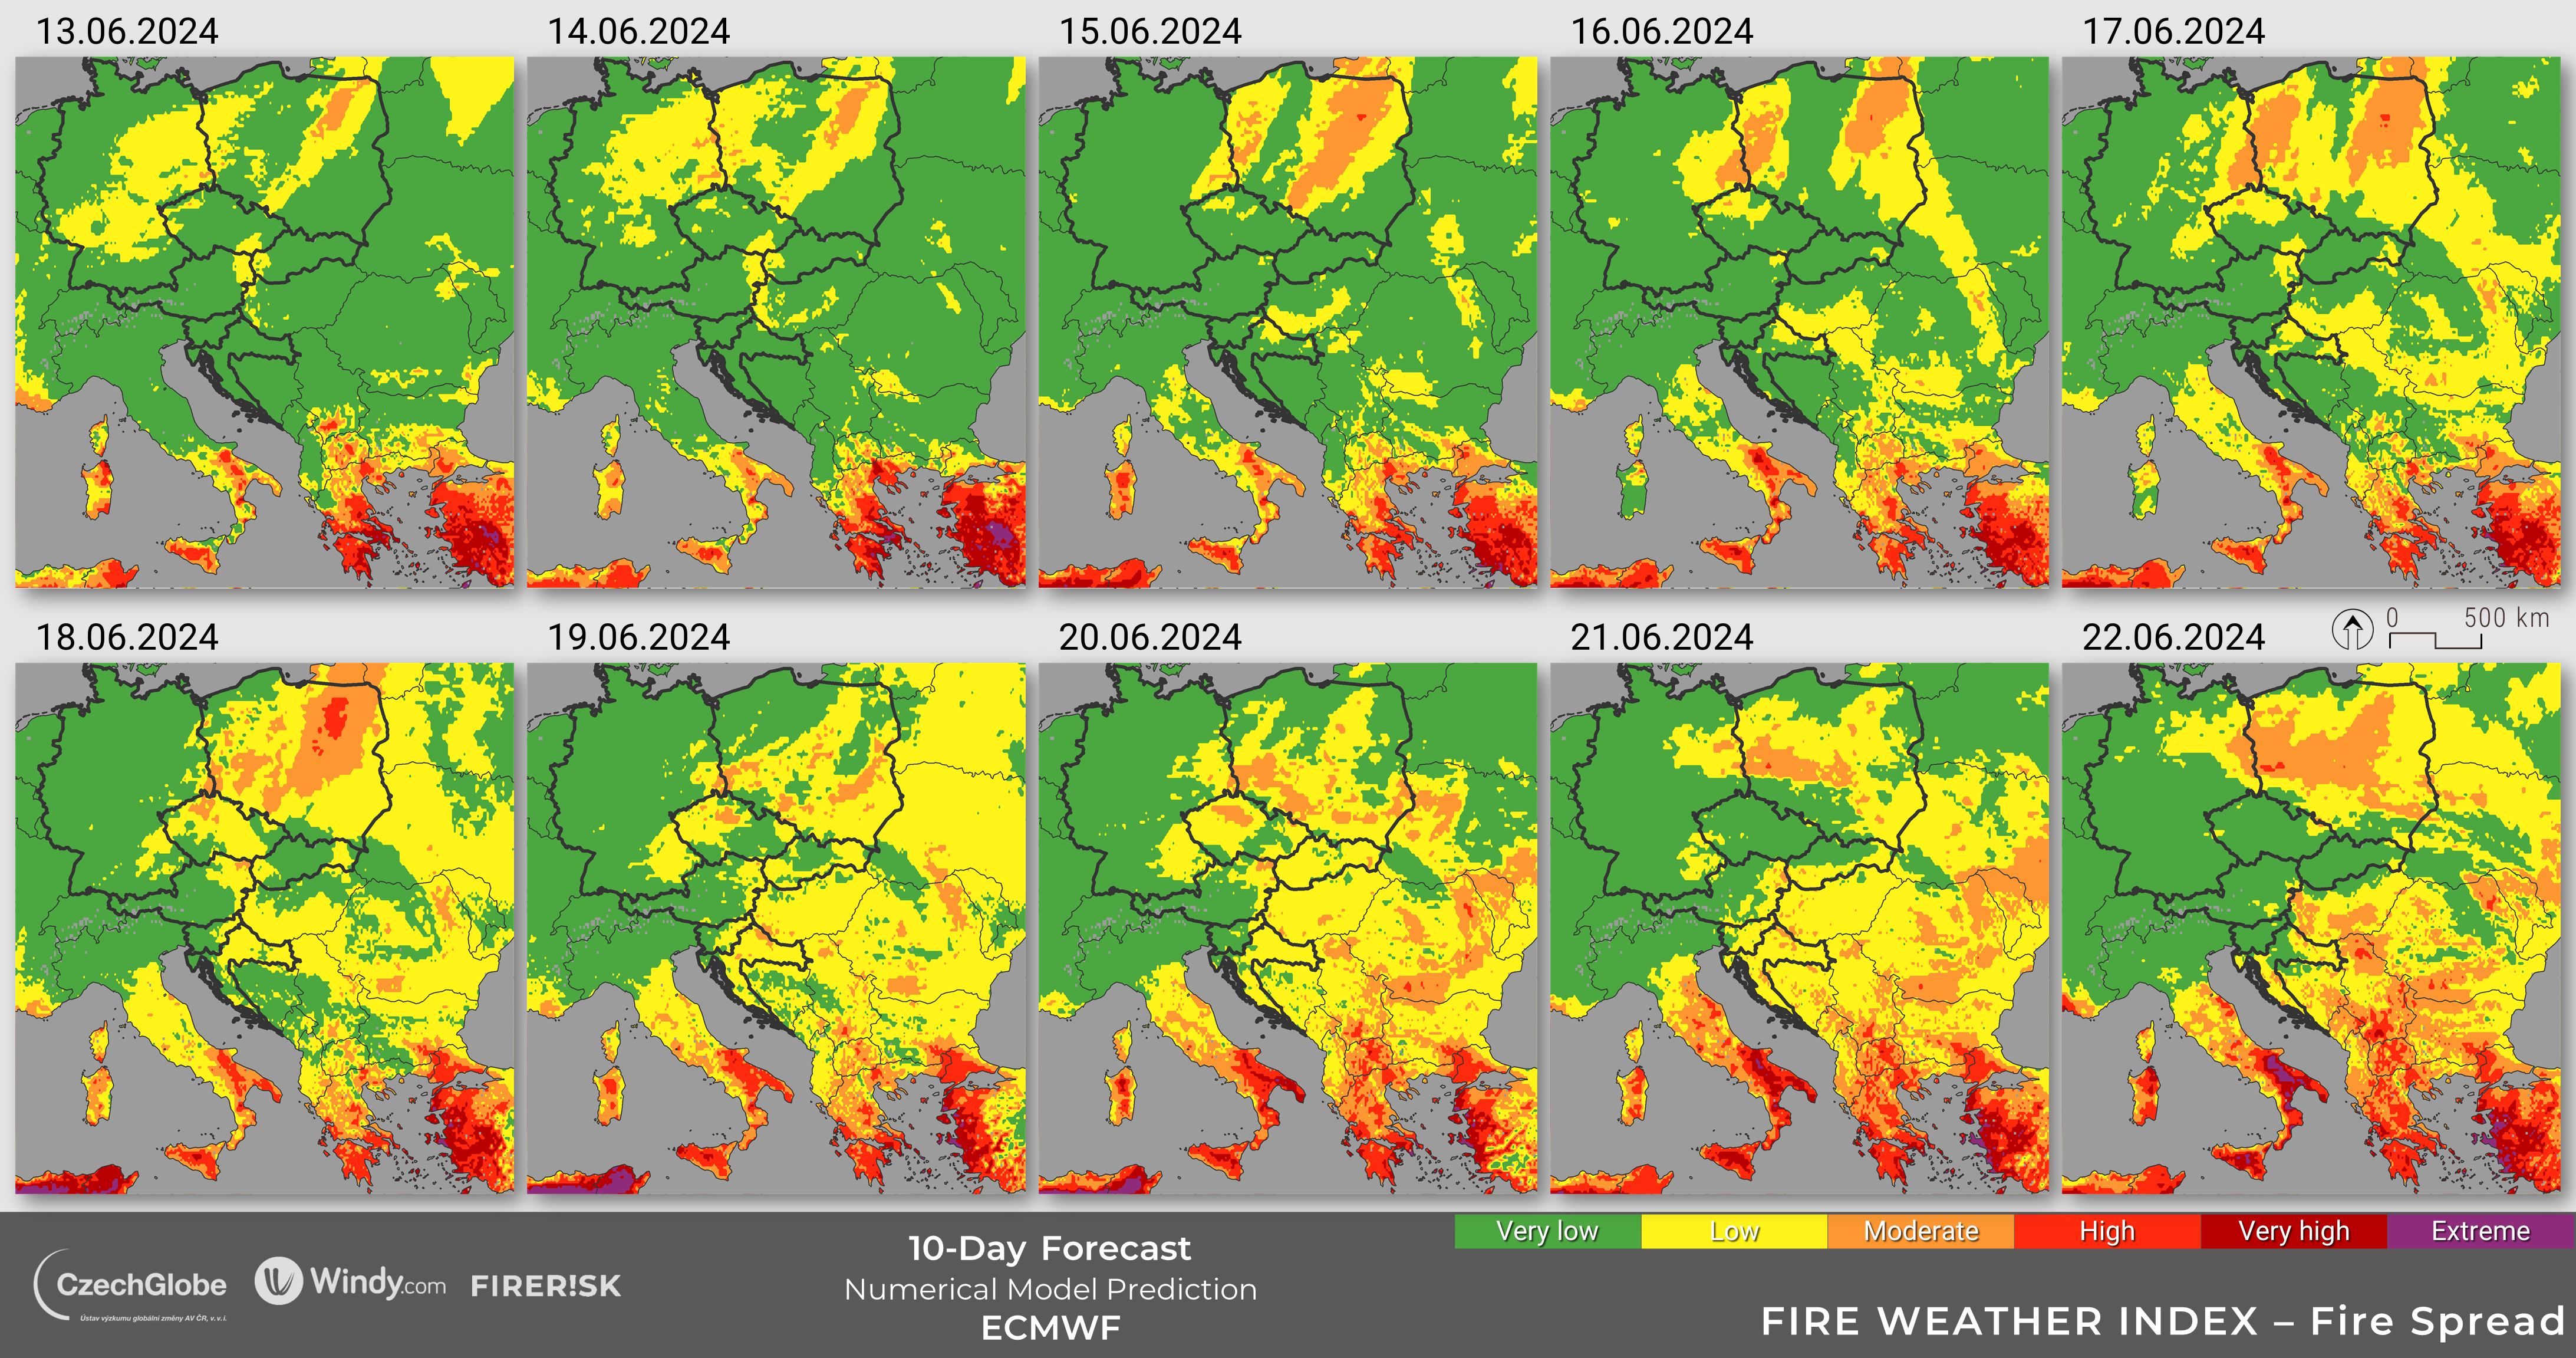 13.06.2024
14.06.2024
15.06.2024
16.06.2024
17.06.2024
18.06.2024
19.06.2024
20.06.2024
21.06.2024
22.06.2024
0 500 km
Very low
Low
Moderate
High
Very high
Extreme
CzechGlobe
Ústav výzkumu globální změny AV ČR, v. v. i.
Windy.com
FIRER!SK
10-Day Forecast
Numerical Model Prediction
ECMWF
FIRE WEATHER INDEX – Fire Spread